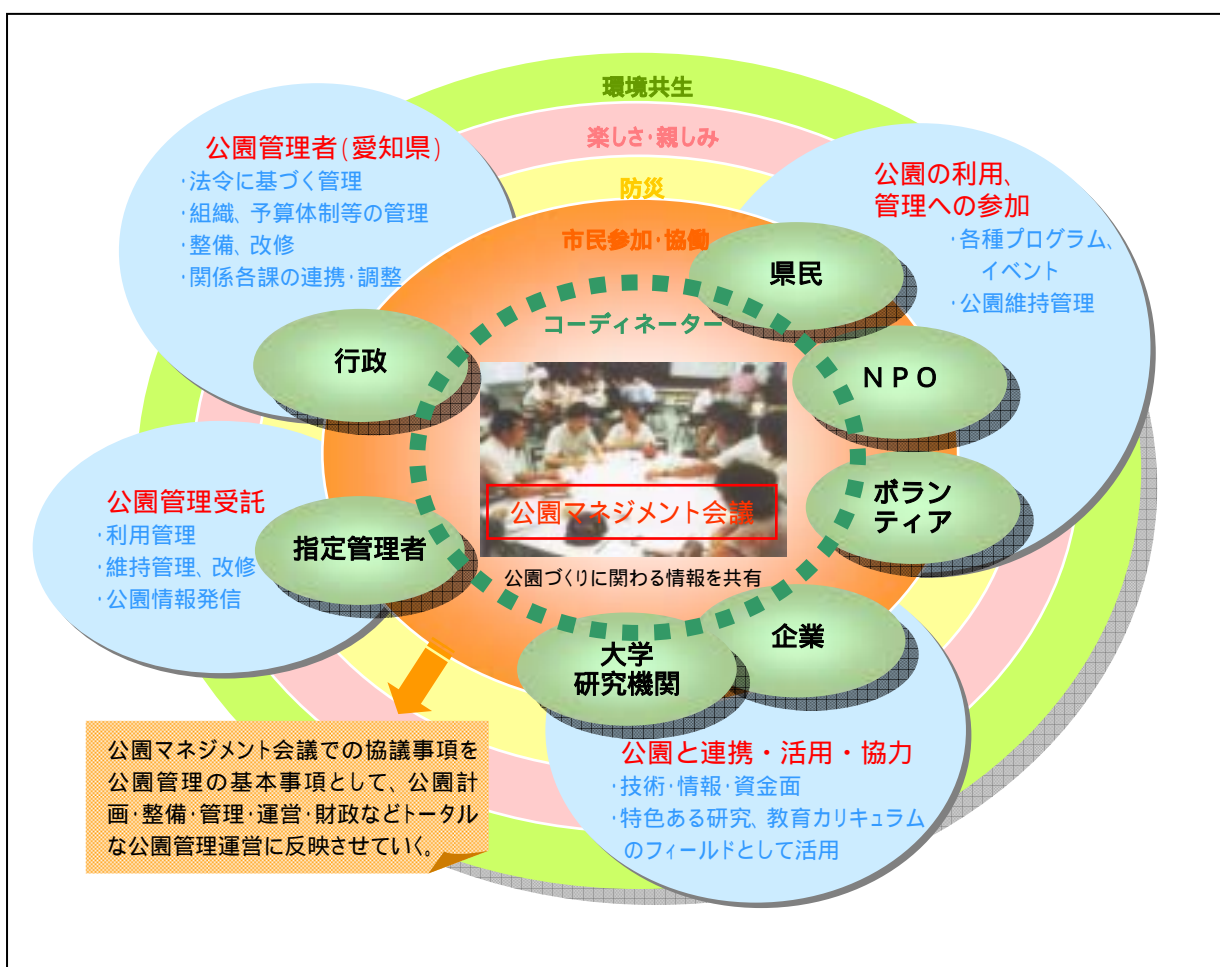 環境共生
楽しさ・親しみ
防災
市民参加・協働
コーディネーター
公園管理者(愛知県)
・法令に基づく管理
・組織、予算体制等の管理
・整備、改修
・関係各課の連携・調整
行政
公園の利用、
管理への参加
・各種プログラム、
イベント
・公園維持管理
県民
NPO
ボラン
ティア
公園管理受託
・利用管理
・維持管理、改修
・公園情報発信
指定管理者
公園マネジメント会議
公園づくりに関わる情報を共有
大学
研究機関
企業
公園と連携・活用・協力
・技術・情報・資金面
・特色ある研究、教育カリキュラム
のフィールドとして活用
公園マネジメント会議での協議事項を
公園管理の基本事項として、公園計
画・整備・管理・運営・財政などトータル
な公園管理運営に反映させていく。